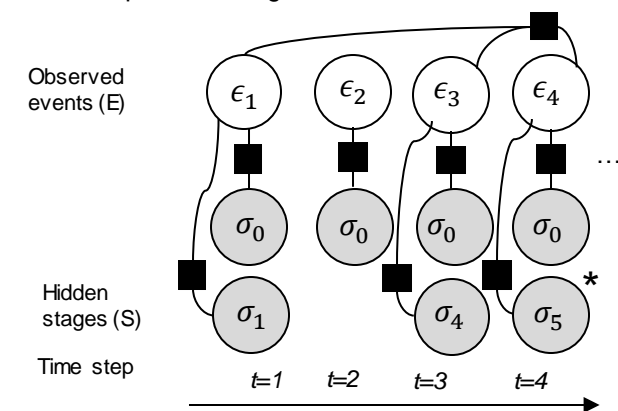 Observed
events (E)
ϵ₁ ϵ₂ ϵ₃ ϵ₄
...
σ₀ σ₀ σ₀ σ₀
*
Hidden
stages (S)
σ₁ σ₄ σ₅
Time step
t=1 t=2 t=3 t=4